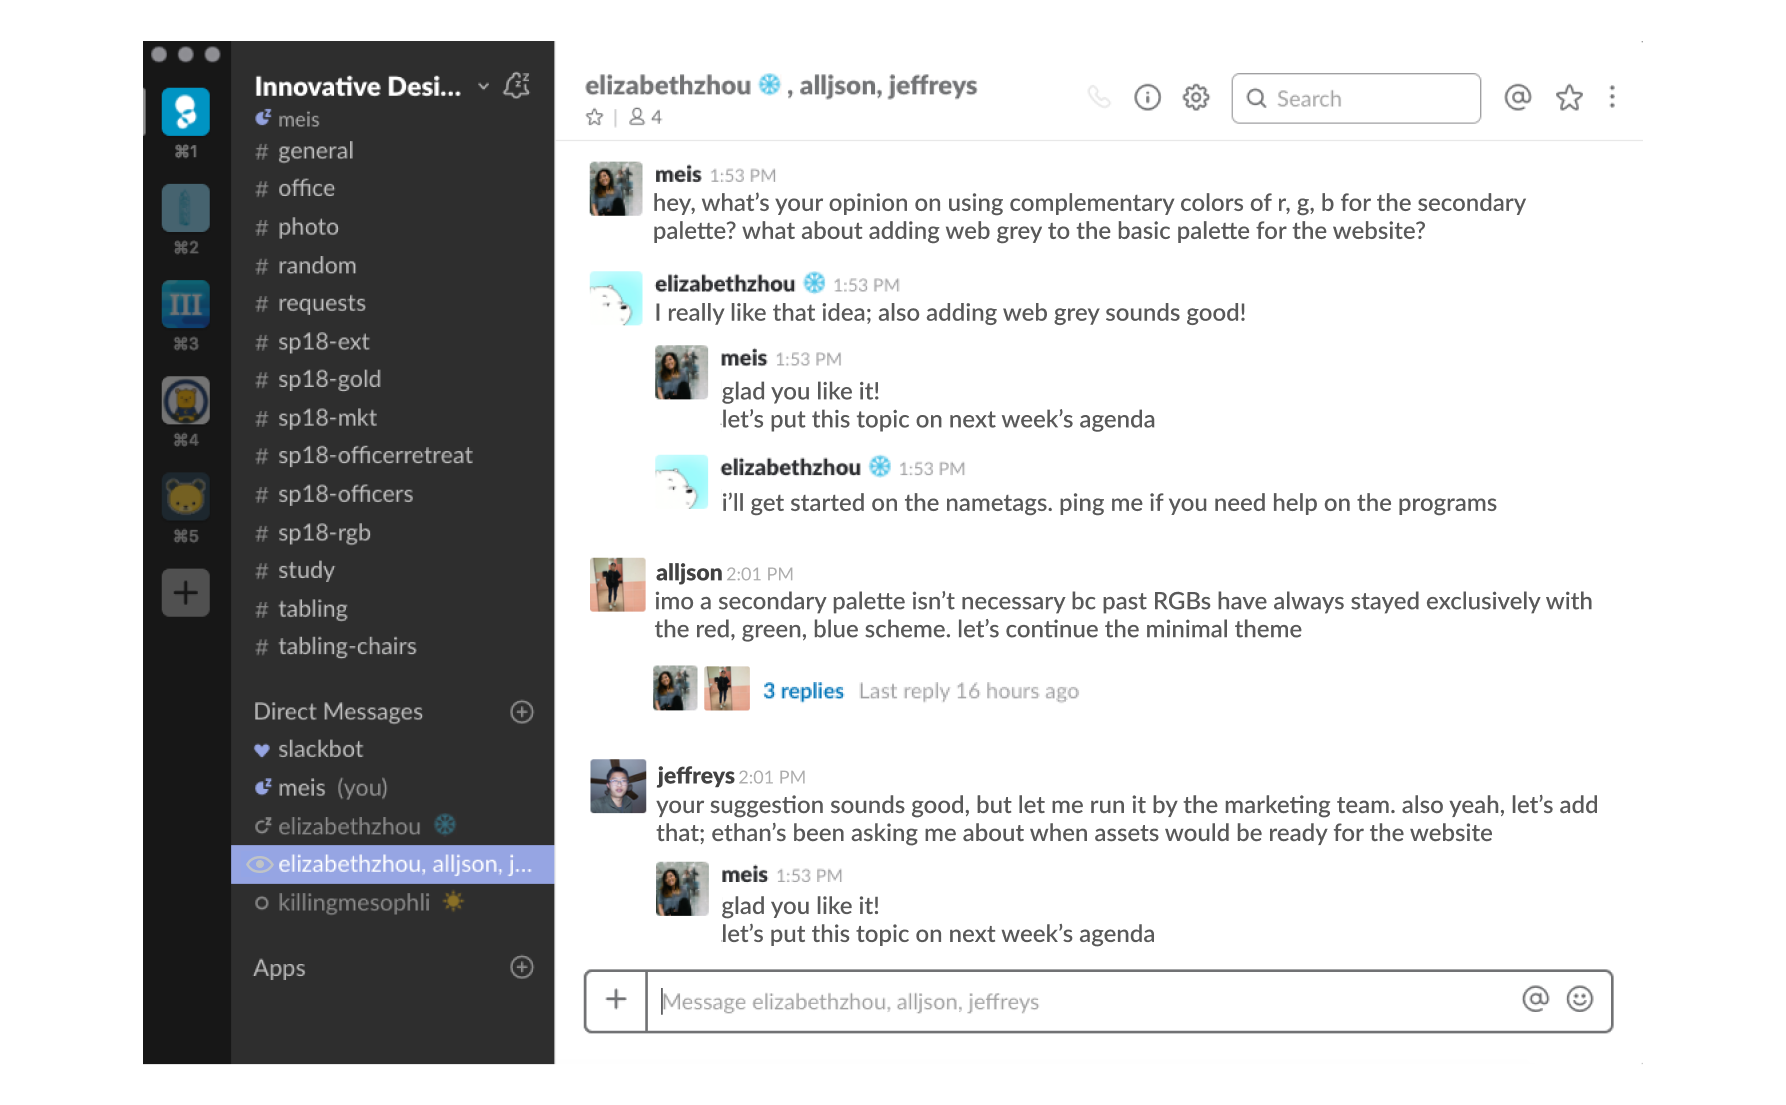 Innovative Desi...
meis
# general
# office
# photo
# random
# requests
# sp18-ext
# sp18-gold
# sp18-mkt
# sp18-officerretreat
# sp18-officers
# sp18-rgb
# study
# tabling
# tabling-chairs
Direct Messages
slackbot
meis (you)
elizabethzhou
elizabethzhou, alljson, j...
killingmesophli
Apps
⌘1
⌘2
III
⌘3
⌘4
⌘5
elizabethzhou , alljson, jeffreys
4
Search
meis 1:53 PM
hey, what's your opinion on using complementary colors of r, g, b for the secondary
palette? what about adding web grey to the basic palette for the website?
elizabethzhou 1:53 PM
I really like that idea; also adding web grey sounds good!
meis 1:53 PM
glad you like it!
let's put this topic on next week's agenda
elizabethzhou 1:53 PM
i'll get started on the nametags. ping me if you need help on the programs
alljson 2:01 PM
imo a secondary palette isn't necessary bc past RGBs have always stayed exclusively with
the red, green, blue scheme. let's continue the minimal theme
3 replies Last reply 16 hours ago
jeffreys 2:01 PM
your suggestion sounds good, but let me run it by the marketing team. also yeah, let's add
that; ethan's been asking me about when assets would be ready for the website
meis 1:53 PM
glad you like it!
let's put this topic on next week's agenda
Message elizabethzhou, alljson, jeffreys